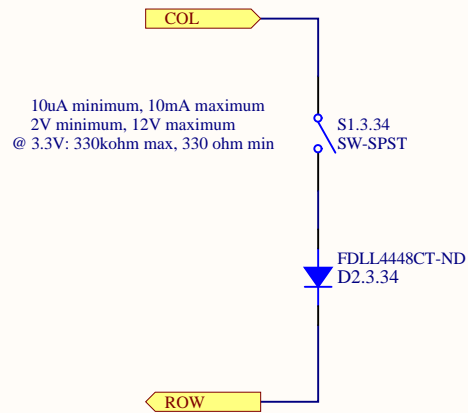 COL
10uA minimum, 10mA maximum
2V minimum, 12V maximum
@ 3.3V: 330kohm max, 330 ohm min
S1.3.34
SW-SPST
FDLL4448CT-ND
D2.3.34
ROW